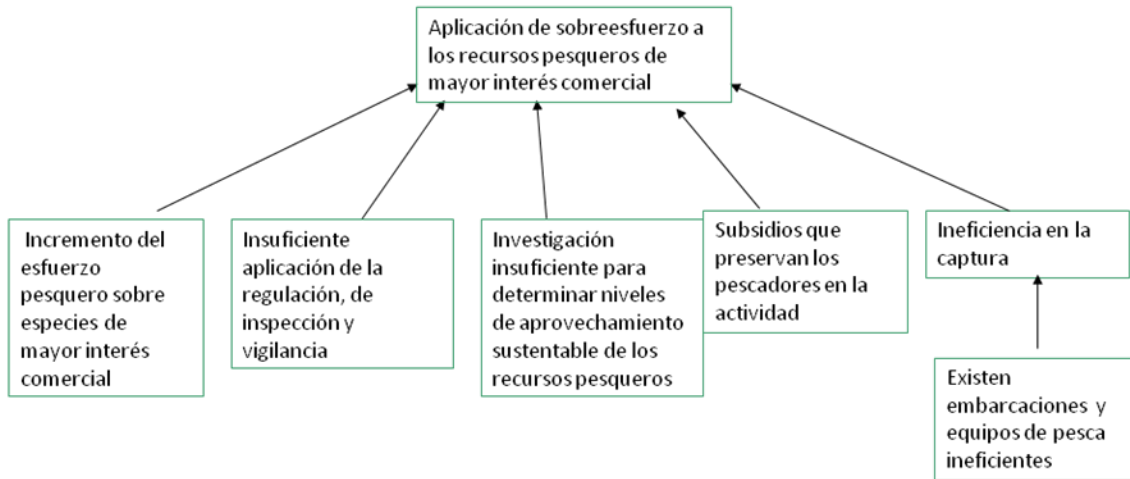 Aplicación de sobreesfuerzo a
los recursos pesqueros de
mayor interés comercial
Incremento del
esfuerzo
pesquero sobre
especies de
mayor interés
comercial
Insuficiente
aplicación de la
regulación, de
inspección y
vigilancia
Investigación
insuficiente para
determinar niveles
de aprovechamiento
sustentable de los
recursos pesqueros
Subsidios que
preservan los
pescadores en la
actividad
Ineficiencia en la
captura
Existen
embarcaciones y
equipos de pesca
ineficientes